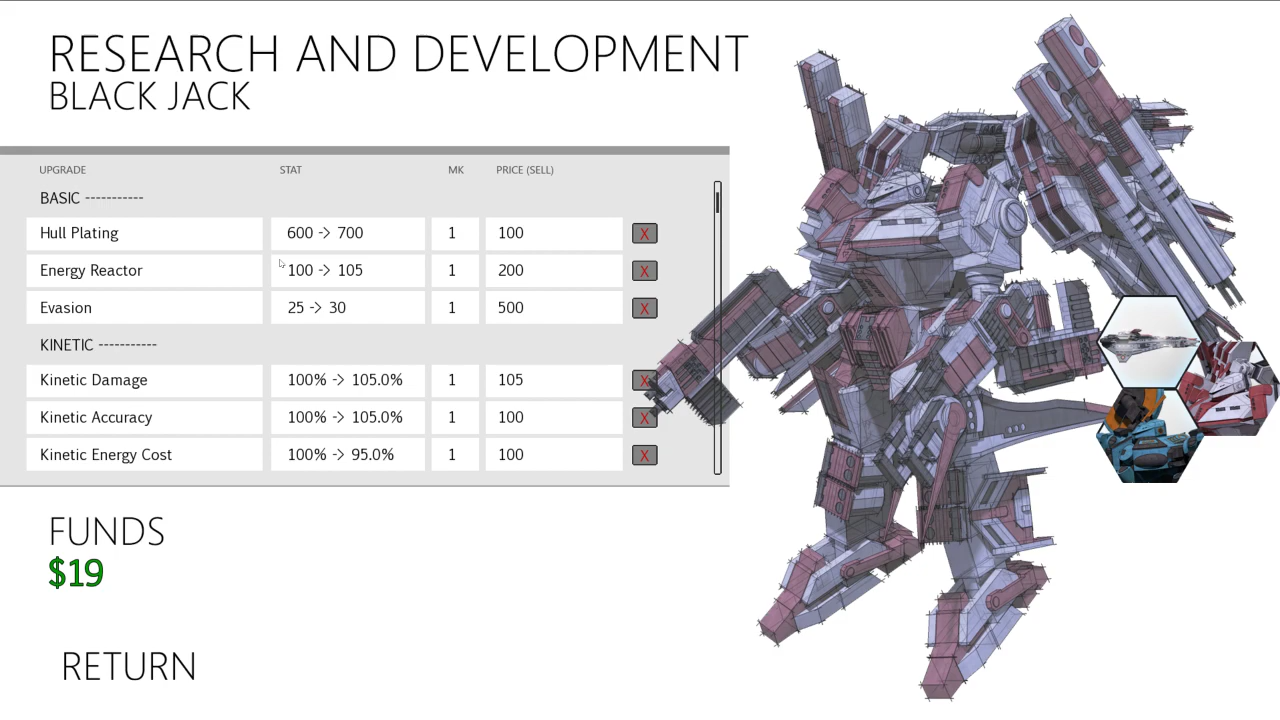 RESEARCH AND DEVELOPMENT
BLACK JACK
UPGRADE STAT MK PRICE (SELL)
BASIC -----------
Hull Plating 600 -> 700 1 100 X
Energy Reactor 100 -> 105 1 200 X
Evasion 25 -> 30 1 500 X
KINETIC -----------
Kinetic Damage 100% -> 105.0% 1 105 X
Kinetic Accuracy 100% -> 105.0% 1 100 X
Kinetic Energy Cost 100% -> 95.0% 1 100 X
FUNDS
$19
RETURN